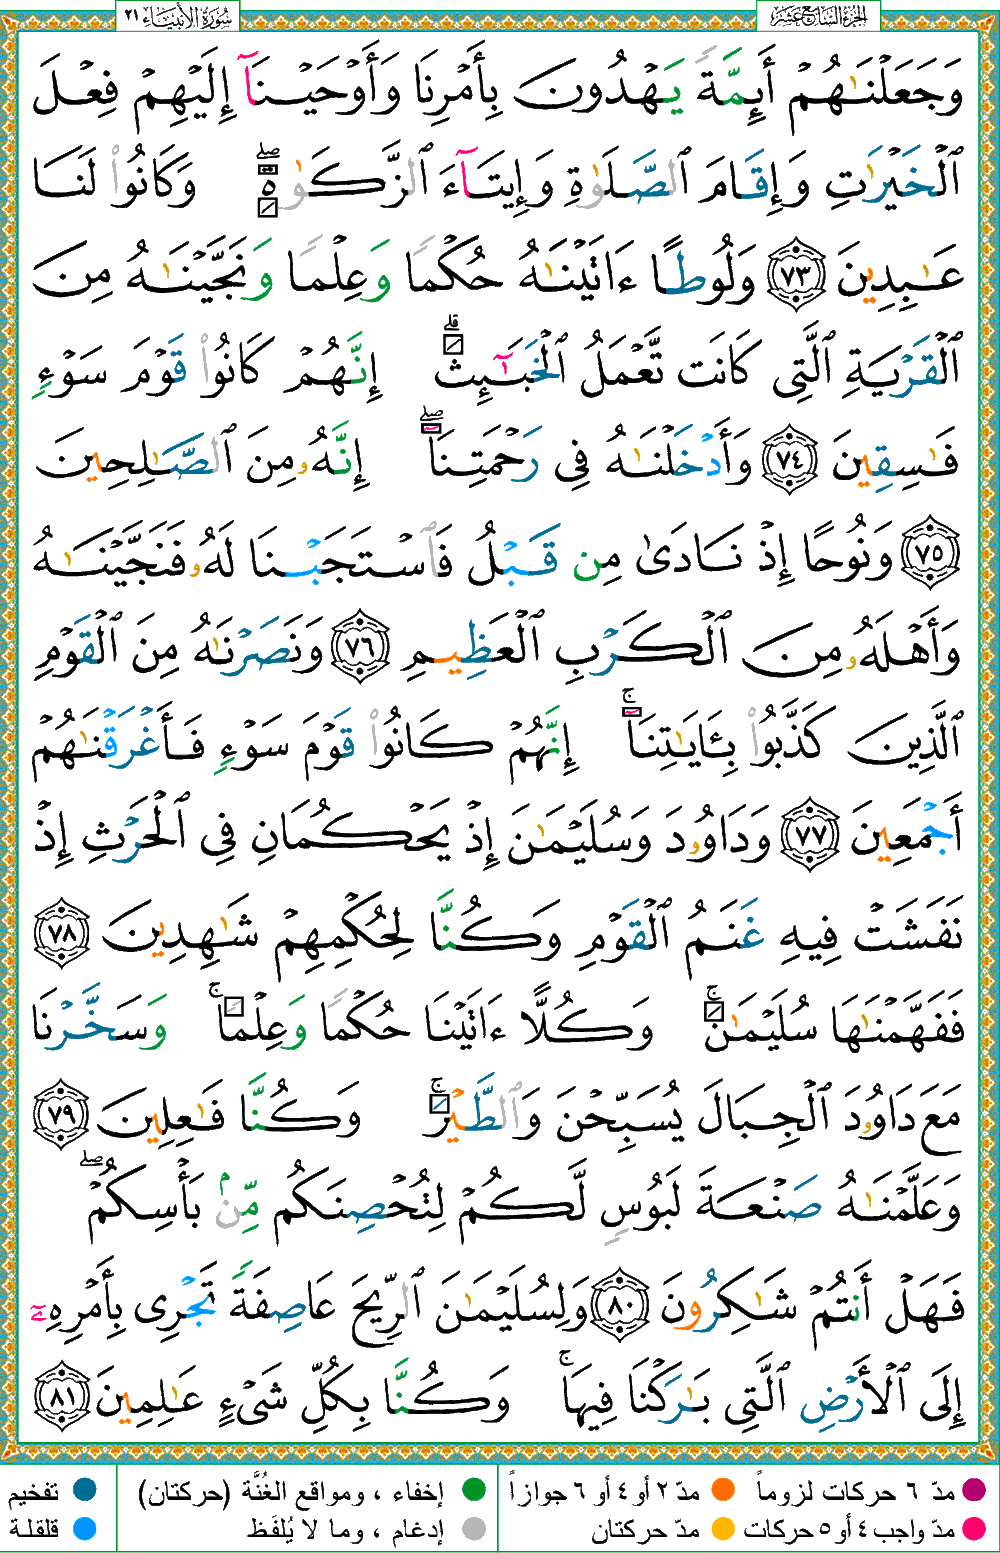 الجزء السابع عشر
سورة الأنبياء ٢١
وَجَعَلْنَٰهُمْ أَئِمَّةً يَهْدُونَ بِأَمْرِنَا وَأَوْحَيْنَآ إِلَيْهِمْ فِعْلَ
ٱلْخَيْرَٰتِ وَإِقَامَ ٱلصَّلَوٰةِ وَإِيتَآءَ ٱلزَّكَوٰةِ ۖ وَكَانُوا۟ لَنَا
عَٰبِدِينَ ٧٣ وَلُوطًا ءَاتَيْنَٰهُ حُكْمًا وَعِلْمًا وَنَجَّيْنَٰهُ مِنَ
ٱلْقَرْيَةِ ٱلَّتِى كَانَت تَّعْمَلُ ٱلْخَبَٰٓئِثَ ۗ إِنَّهُمْ كَانُوا۟ قَوْمَ سَوْءٍ
فَٰسِقِينَ ٧٤ وَأَدْخَلْنَٰهُ فِى رَحْمَتِنَآ ۖ إِنَّهُۥ مِنَ ٱلصَّٰلِحِينَ
٧٥ وَنُوحًا إِذْ نَادَىٰ مِن قَبْلُ فَٱسْتَجَبْنَا لَهُۥ فَنَجَّيْنَٰهُ
وَأَهْلَهُۥ مِنَ ٱلْكَرْبِ ٱلْعَظِيمِ ٧٦ وَنَصَرْنَٰهُ مِنَ ٱلْقَوْمِ
ٱلَّذِينَ كَذَّبُوا۟ بِـَٔايَٰتِنَآ ۚ إِنَّهُمْ كَانُوا۟ قَوْمَ سَوْءٍ فَأَغْرَقْنَٰهُمْ
أَجْمَعِينَ ٧٧ وَدَاوُۥدَ وَسُلَيْمَٰنَ إِذْ يَحْكُمَانِ فِى ٱلْحَرْثِ إِذْ
نَفَشَتْ فِيهِ غَنَمُ ٱلْقَوْمِ وَكُنَّا لِحُكْمِهِمْ شَٰهِدِينَ ٧٨
فَفَهَّمْنَٰهَا سُلَيْمَٰنَ ۚ وَكُلًّا ءَاتَيْنَا حُكْمًا وَعِلْمًا ۚ وَسَخَّرْنَا
مَعَ دَاوُۥدَ ٱلْجِبَالَ يُسَبِّحْنَ وَٱلطَّيْرَ ۚ وَكُنَّا فَٰعِلِينَ ٧٩
وَعَلَّمْنَٰهُ صَنْعَةَ لَبُوسٍ لَّكُمْ لِتُحْصِنَكُم مِّنۢ بَأْسِكُمْ ۖ
فَهَلْ أَنتُمْ شَٰكِرُونَ ٨٠ وَلِسُلَيْمَٰنَ ٱلرِّيحَ عَاصِفَةً تَجْرِى بِأَمْرِهِۦٓ
إِلَى ٱلْأَرْضِ ٱلَّتِى بَٰرَكْنَا فِيهَا ۚ وَكُنَّا بِكُلِّ شَىْءٍ عَٰلِمِينَ ٨١
مدّ ٦ حركات لزوماً
مدّ ٢ أو ٤ أو ٦ جوازاً
إخفاء ، ومواقع الغُنَّة (حركتان)
تفخيم
مدّ واجب ٤ أو ٥ حركات
مدّ حركتان
إدغام ، وما لا يُلفَظ
قلقلة